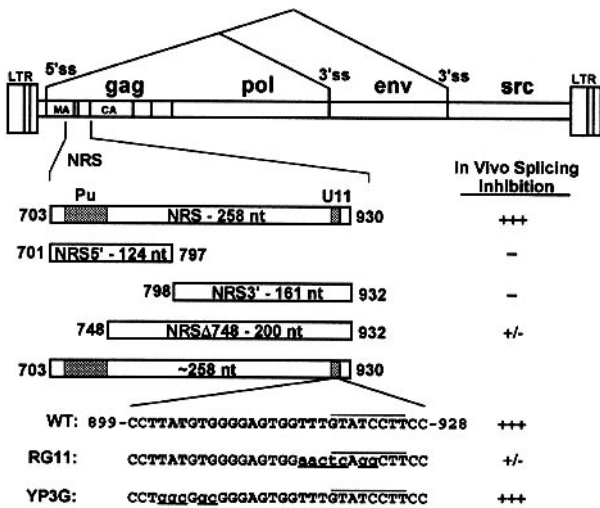 5'ss
3'ss
3'ss
LTR
gag
pol
env
src
LTR
MA
CA
NRS
In Vivo Splicing
Inhibition
Pu
U11
703
NRS - 258 nt
930
+++
701
NRS5' - 124 nt
797
–
798
NRS3' - 161 nt
932
–
748
NRSΔ748 - 200 nt
932
+/-
703
~258 nt
930
WT: 899-CCTTATGTGGGGAGTGGTTTGTATCCTTCC-928 +++
RG11: CCTTATGTGGGGAGTGGaactcAggCTTCC +/-
YP3G: CCTggcGgcGGGAGTGGTTTGTATCCTTCC +++